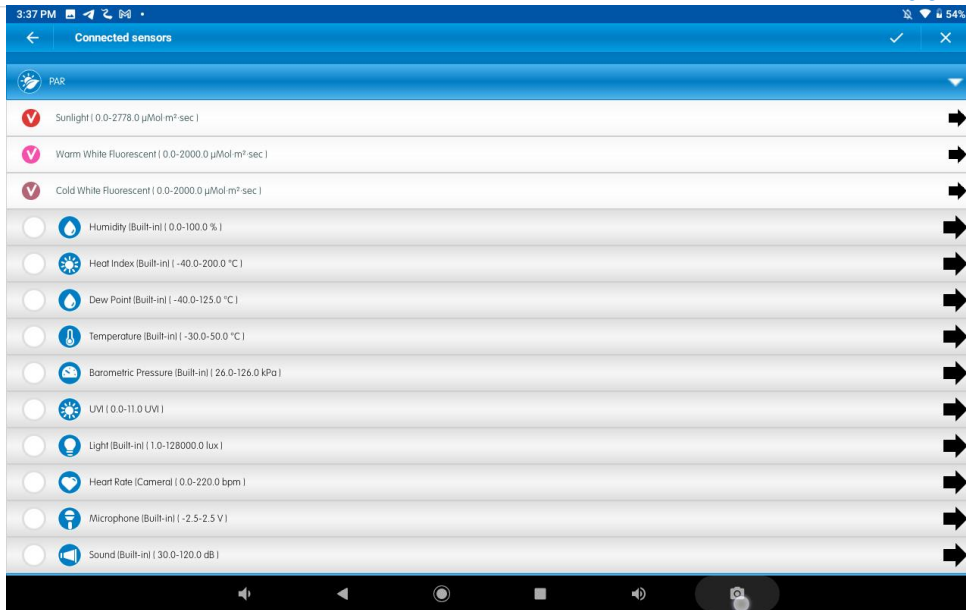 3:37 PM
54%
Connected sensors
PAR
Sunlight ( 0.0-2778.0 µMol·m²·sec )
Warm White Fluorescent ( 0.0-2000.0 µMol·m²·sec )
Cold White Fluorescent ( 0.0-2000.0 µMol·m²·sec )
Humidity (Built-in) ( 0.0-100.0 % )
Heat Index (Built-in) ( -40.0-200.0 °C )
Dew Point (Built-in) ( -40.0-125.0 °C )
Temperature (Built-in) ( -30.0-50.0 °C )
Barometric Pressure (Built-in) ( 26.0-126.0 kPa )
UVI ( 0.0-11.0 UVI )
Light (Built-in) ( 1.0-128000.0 lux )
Heart Rate (Camera) ( 0.0-220.0 bpm )
Microphone (Built-in) ( -2.5-2.5 V )
Sound (Built-in) ( 30.0-120.0 dB )